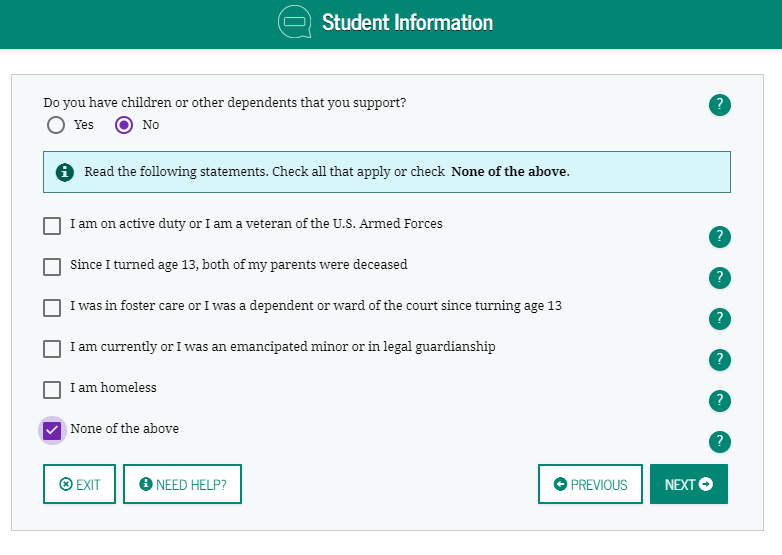 Student Information
Do you have children or other dependents that you support?
?
Yes No
i Read the following statements. Check all that apply or check None of the above.
I am on active duty or I am a veteran of the U.S. Armed Forces
?
Since I turned age 13, both of my parents were deceased
?
I was in foster care or I was a dependent or ward of the court since turning age 13
?
I am currently or I was an emancipated minor or in legal guardianship
?
I am homeless
?
None of the above
?
EXIT
i NEED HELP?
PREVIOUS
NEXT